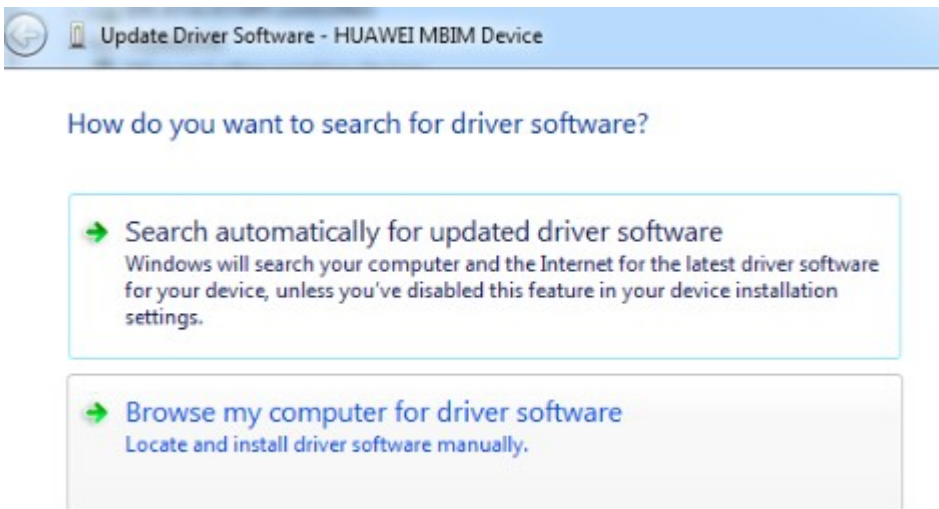 Update Driver Software - HUAWEI MBIM Device
How do you want to search for driver software?
Search automatically for updated driver software
Windows will search your computer and the Internet for the latest driver software
for your device, unless you've disabled this feature in your device installation
settings.
Browse my computer for driver software
Locate and install driver software manually.